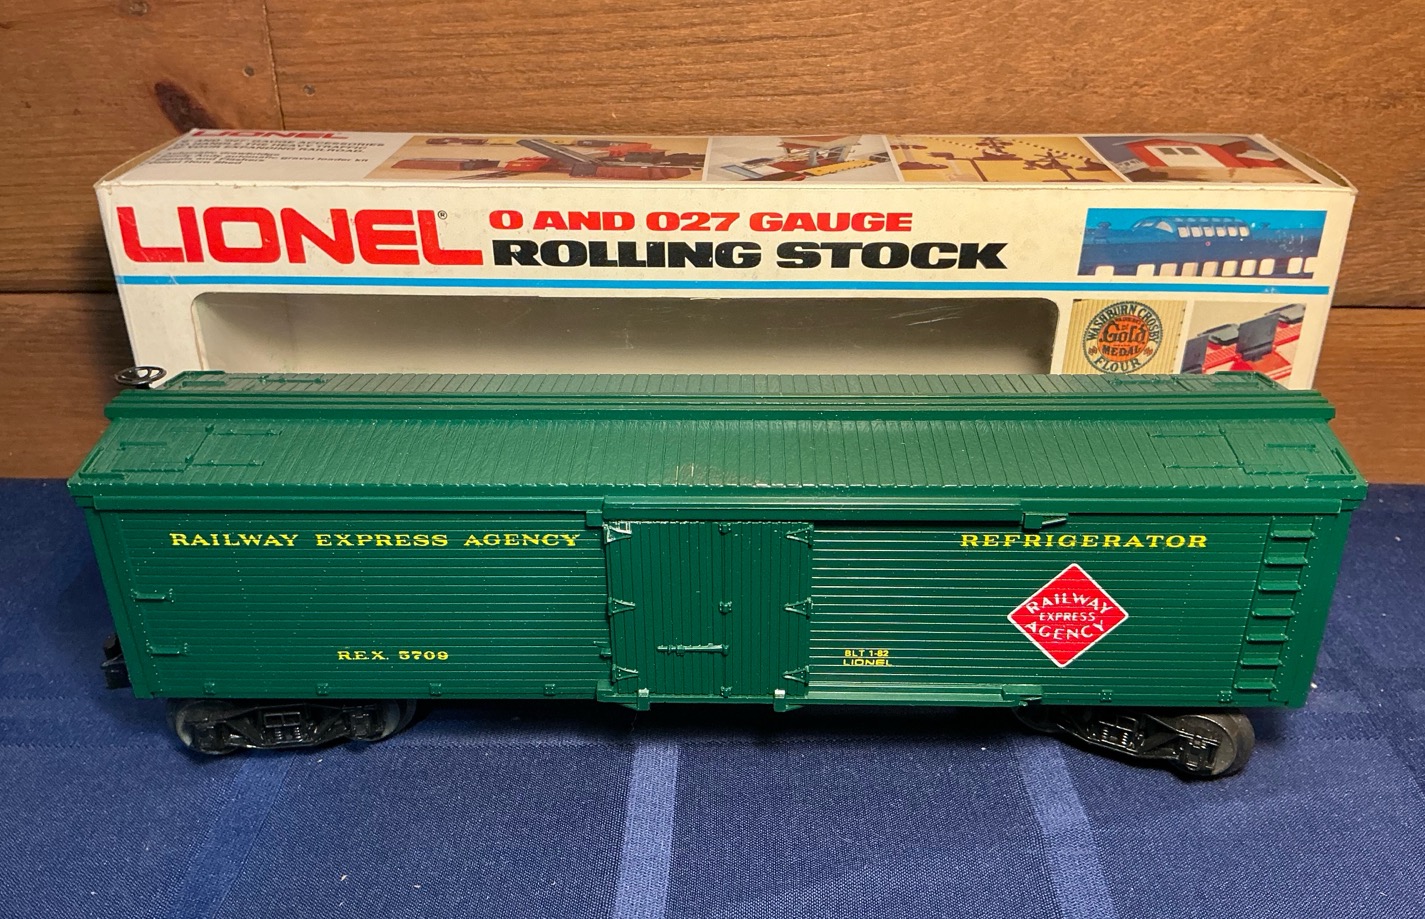 LIONEL
LIONEL® O AND 027 GAUGE
ROLLING STOCK
WASHBURN CROSBY
Gold
MEDAL
FLOUR
RAILWAY EXPRESS AGENCY
REFRIGERATOR
RAILWAY
EXPRESS
AGENCY
R.E.X. 5709
BLT 1-82
LIONEL